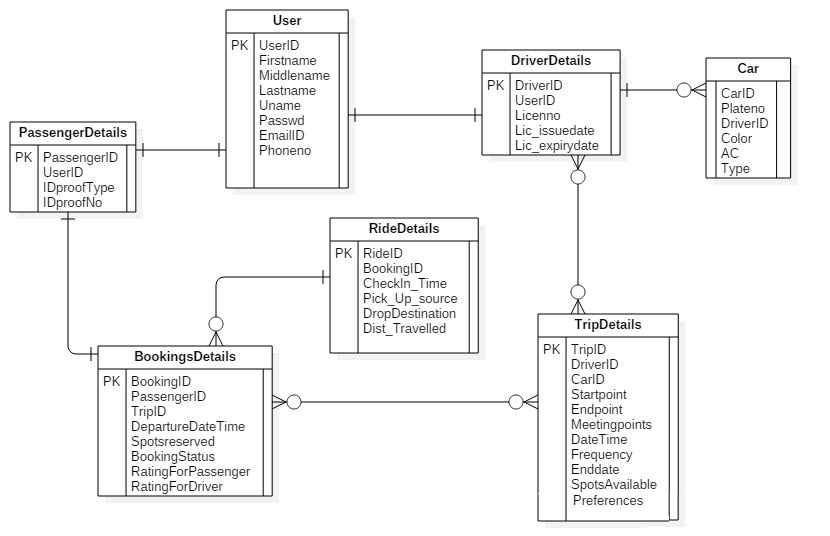 User
PK
UserID
Firstname
Middlename
Lastname
Uname
Passwd
EmailID
Phoneno
DriverDetails
PK
DriverID
UserID
Licenno
Lic_issuedate
Lic_expirydate
Car
CarID
Plateno
DriverID
Color
AC
Type
PassengerDetails
PK
PassengerID
UserID
IDproofType
IDproofNo
RideDetails
PK
RideID
BookingID
CheckIn_Time
Pick_Up_source
DropDestination
Dist_Travelled
BookingsDetails
PK
BookingID
PassengerID
TripID
DepartureDateTime
Spotsreserved
BookingStatus
RatingForPassenger
RatingForDriver
TripDetails
PK
TripID
DriverID
CarID
Startpoint
Endpoint
Meetingpoints
DateTime
Frequency
Enddate
SpotsAvailable
Preferences